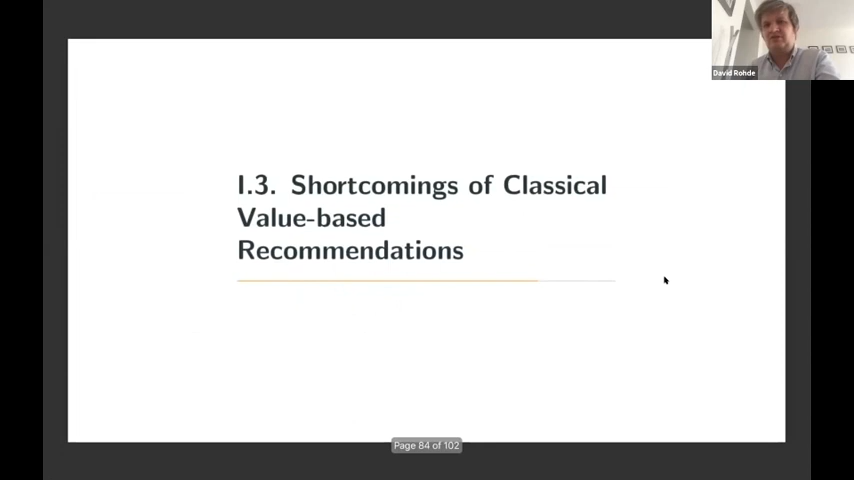 David Rohde
I.3. Shortcomings of Classical
Value-based
Recommendations
Page 84 of 102